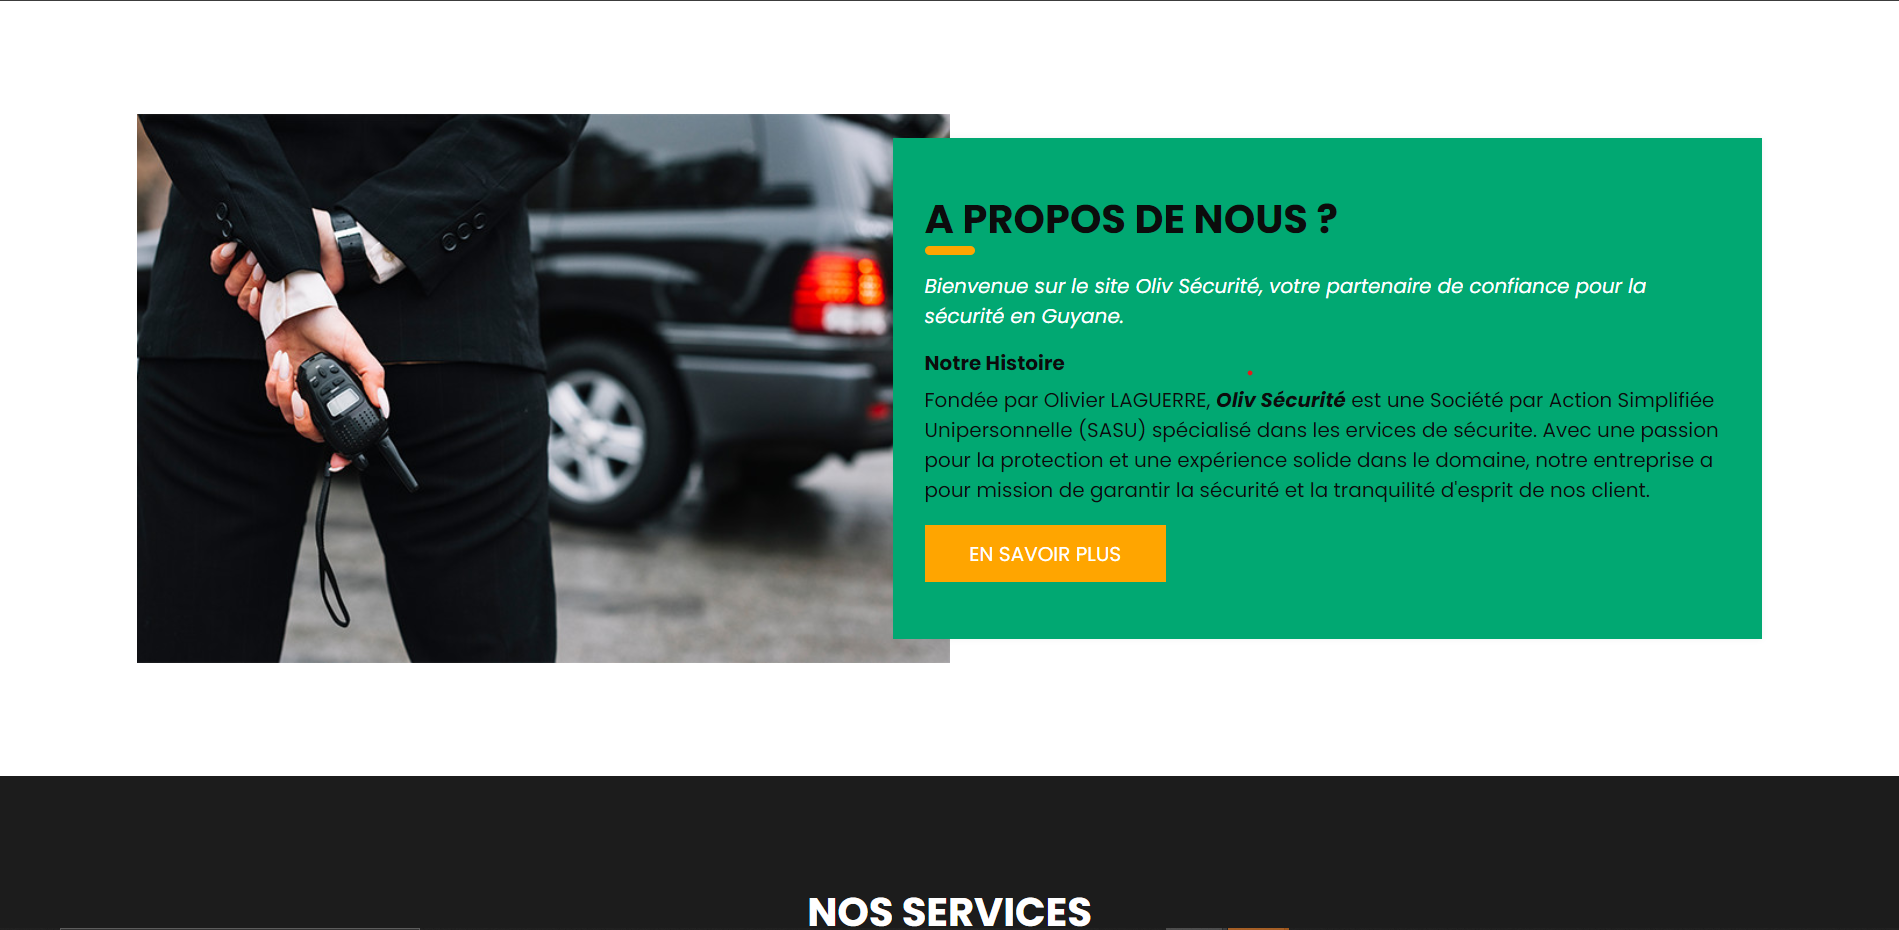 A PROPOS DE NOUS ?
Bienvenue sur le site Oliv Sécurité, votre partenaire de confiance pour la
sécurité en Guyane.
Notre Histoire
Fondée par Olivier LAGUERRE, Oliv Sécurité est une Société par Action Simplifiée
Unipersonnelle (SASU) spécialisé dans les ervices de sécurite. Avec une passion
pour la protection et une expérience solide dans le domaine, notre entreprise a
pour mission de garantir la sécurité et la tranquilité d'esprit de nos client.
EN SAVOIR PLUS
NOS SERVICES